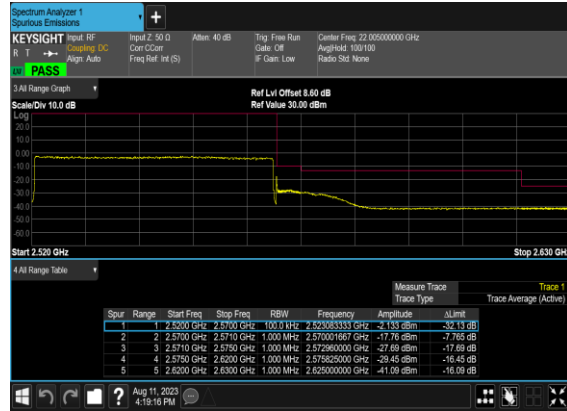 Spectrum Analyzer 1
Spurious Emissions
KEYSIGHT Input: RF Input Z: 50 Ω Atten: 40 dB Trig: Free Run Center Freq: 22.005000000 GHz
R T Coupling: DC Corr CCorr Gate: Off Avg|Hold: 100/100
Align: Auto Freq Ref: Int (S) IF Gain: Low Radio Std: None
LW PASS
3 All Range Graph Ref Lvl Offset 8.60 dB
Scale/Div 10.0 dB Ref Value 30.00 dBm
Log
20.0
10.0
0.00
-10.0
-20.0
-30.0
-40.0
-50.0
-60.0
Start 2.520 GHz Stop 2.630 GHz
4 All Range Table
Measure Trace Trace 1
Trace Type Trace Average (Active)
Spur Range Start Freq Stop Freq RBW Frequency Amplitude ΔLimit
1 1 2.5200 GHz 2.5700 GHz 100.0 kHz 2.523083333 GHz -2.133 dBm -32.13 dB
2 2 2.5700 GHz 2.5710 GHz 1.000 MHz 2.570001667 GHz -17.76 dBm -7.765 dB
3 3 2.5710 GHz 2.5750 GHz 1.000 MHz 2.572960000 GHz -27.69 dBm -17.69 dB
4 4 2.5750 GHz 2.6200 GHz 1.000 MHz 2.575825000 GHz -29.45 dBm -16.45 dB
5 5 2.6200 GHz 2.6300 GHz 1.000 MHz 2.625000000 GHz -41.09 dBm -16.09 dB
? Aug 11, 2023
4:19:16 PM